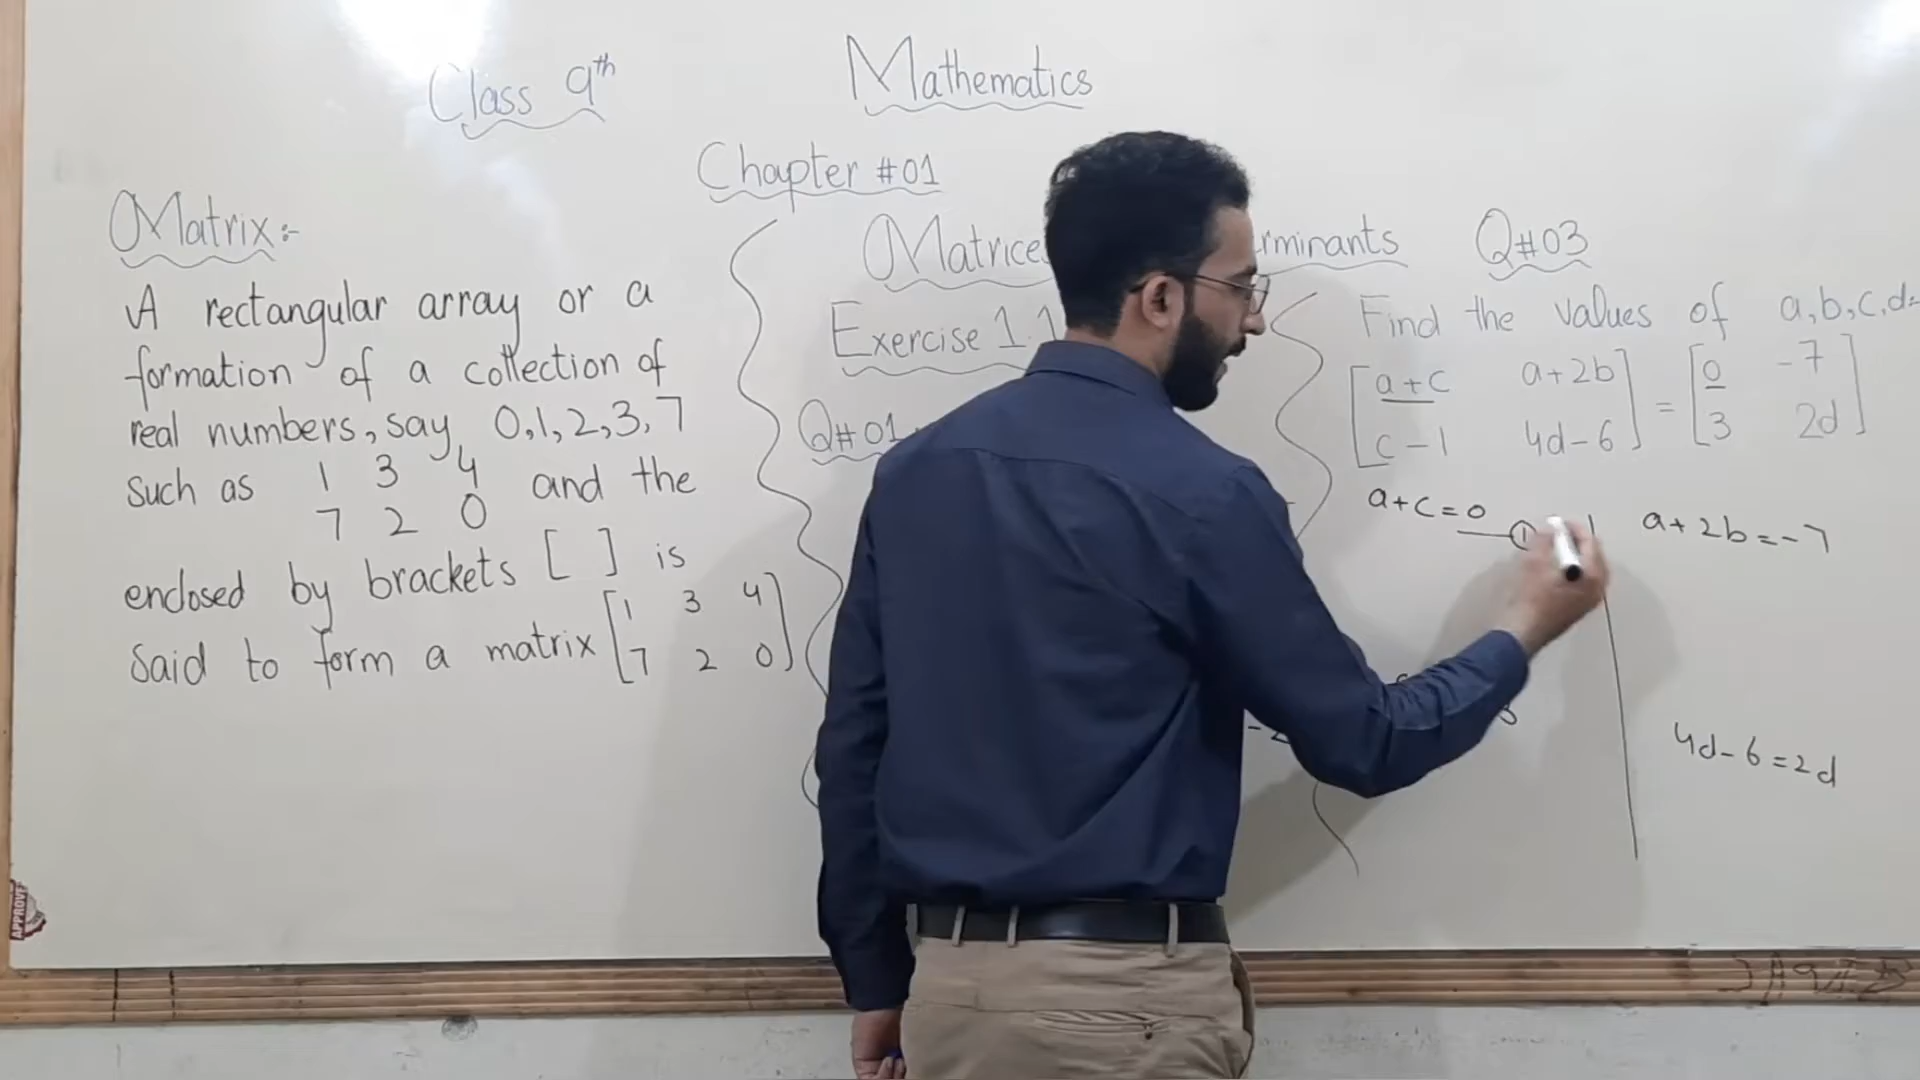 Class 9th
Mathematics
Chapter #01
Matrix:-
A rectangular array or a
formation of a collection of
real numbers, say 0,1,2,3,7
such as 1 3 4 and the
7 2 0
enclosed by brackets [ ] is
said to form a matrix [1 3 4
7 2 0]
Exercise 1.1
Q#01
Q#03
Find the values of a,b,c,d
[a+c a+2b] = [0 -7]
[c-1 4d-6] [3 2d]
a+c=0
1
a+2b=-7
4d-6=2d
APPROVED